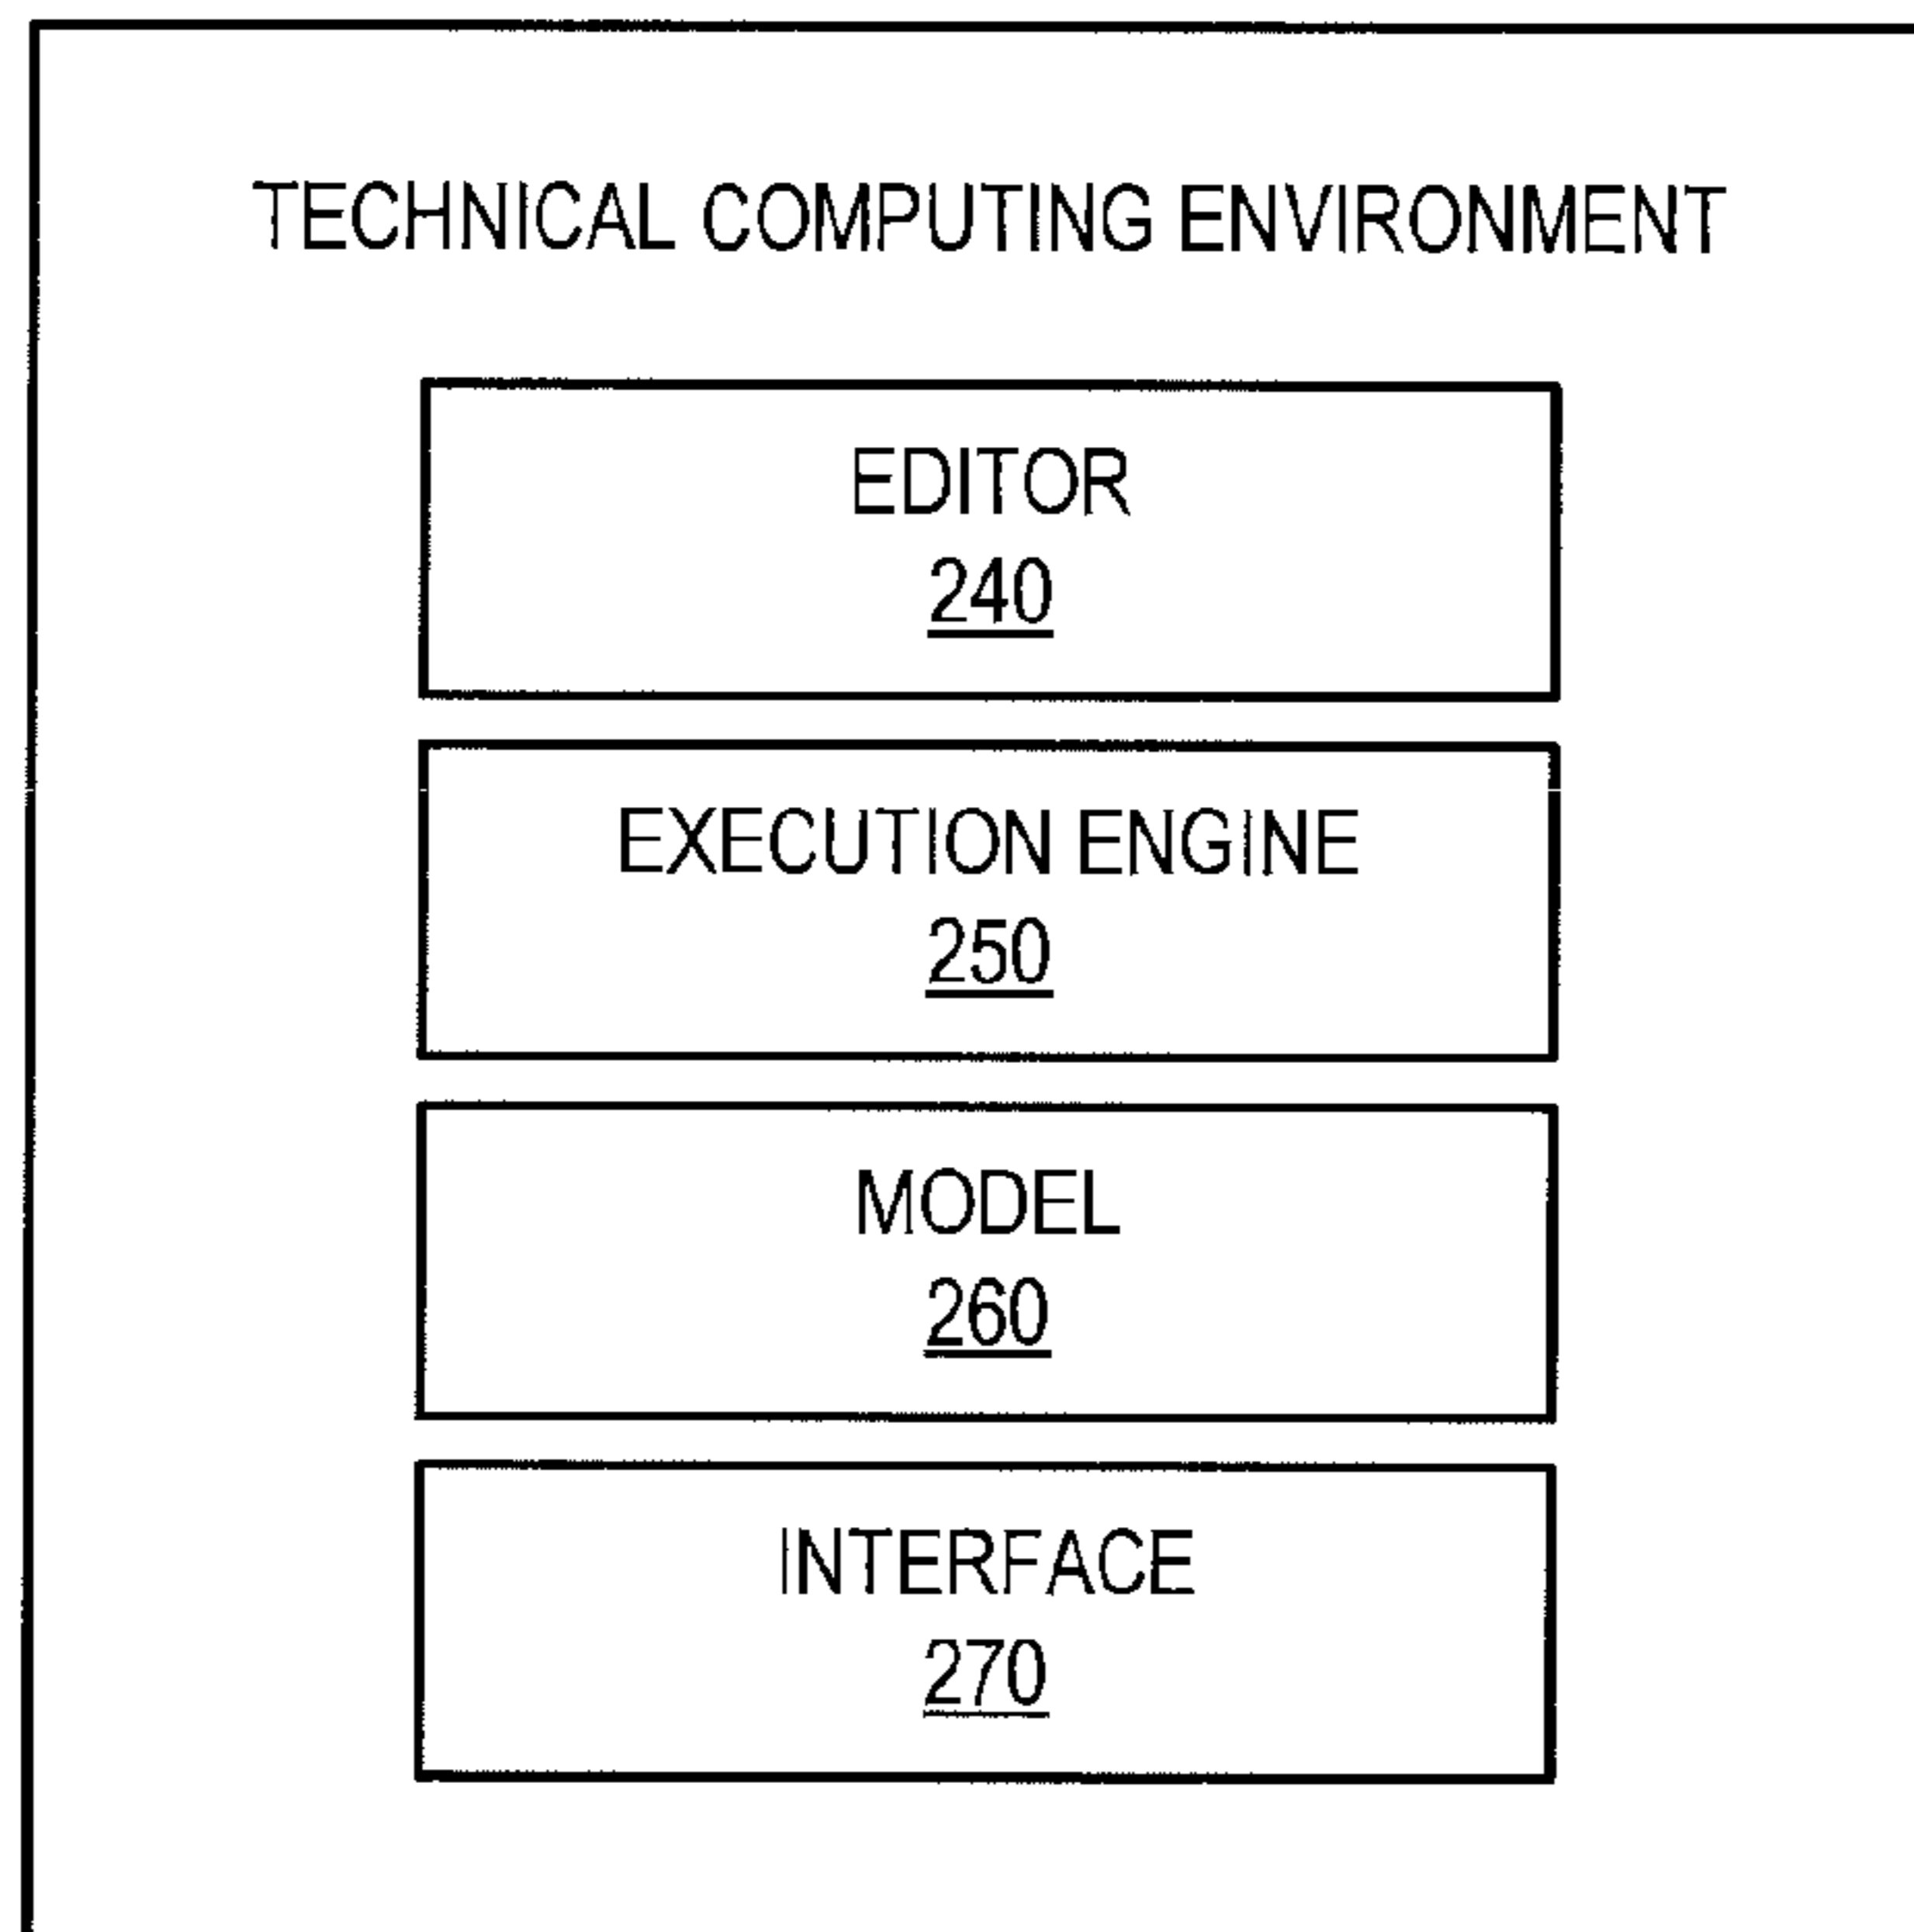 TECHNICAL COMPUTING ENVIRONMENT
EDITOR
240
EXECUTION ENGINE
250
MODEL
260
INTERFACE
270